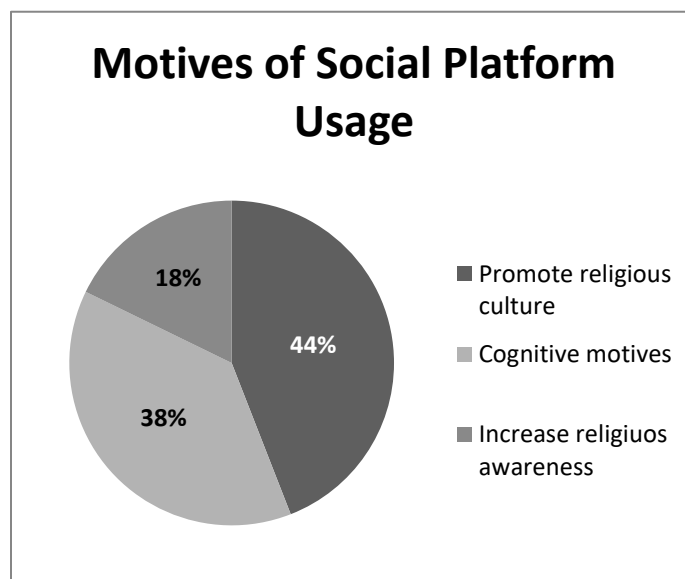 Motives of Social Platform
Usage
18%
44%
38%
Promote religious
culture
Cognitive motives
Increase religiuos
awareness